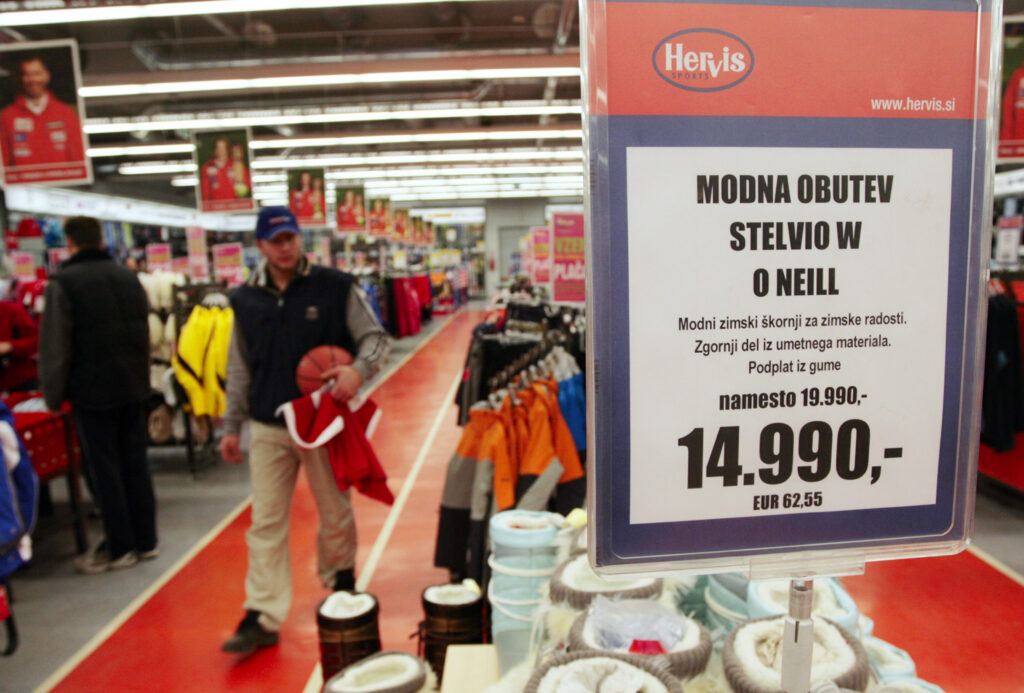 Hervis
SPORTS
www.hervis.si
MODNA OBUTEV
STELVIO W
O NEILL
Modni zimski škornji za zimske radosti.
Zgornji del iz umetnega materiala.
Podplat iz gume
namesto 19.990,-
14.990,-
EUR 62,55